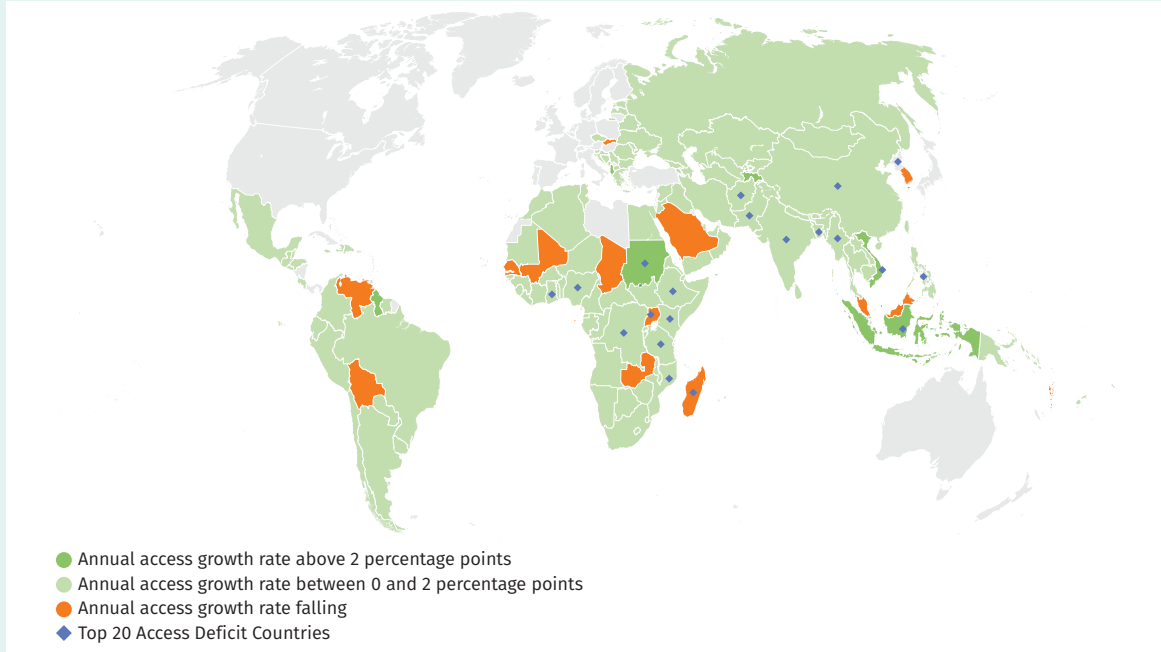 Annual access growth rate above 2 percentage points
Annual access growth rate between 0 and 2 percentage points
Annual access growth rate falling
Top 20 Access Deficit Countries